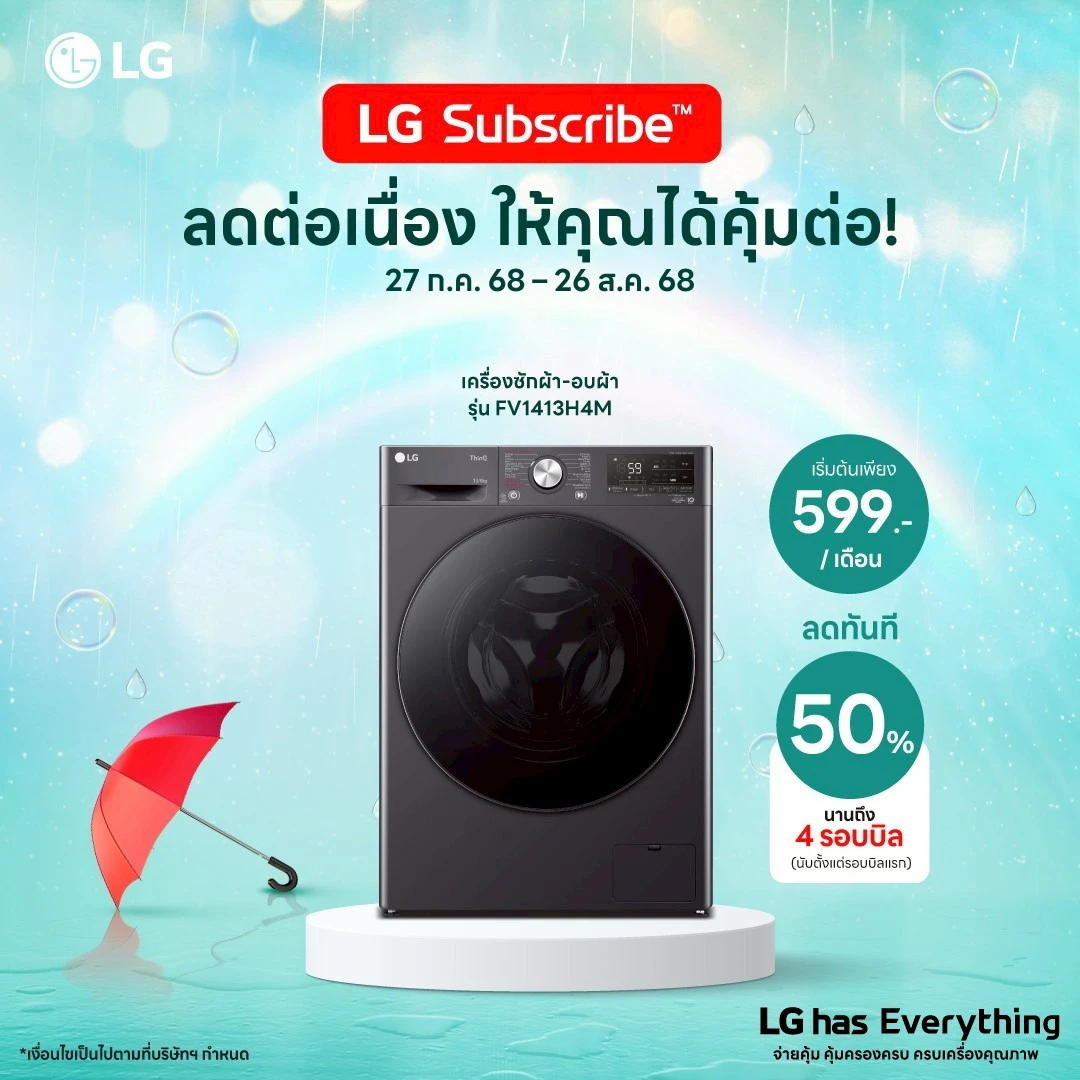 LG
LG Subscribe™
ลดต่อเนื่อง ให้คุณได้คุ้มต่อ!
27 ก.ค. 68 – 26 ส.ค. 68
เครื่องซักผ้า-อบผ้า
รุ่น FV1413H4M
LG
ThinQ
59
เริ่มต้นเพียง
599.-
/ เดือน
ลดทันที
50%
นานถึง
4 รอบบิล
(นับตั้งแต่รอบบิลแรก)
LG has Everything
จ่ายคุ้ม คุ้มครองครบ ครบเครื่องคุณภาพ
*เงื่อนไขเป็นไปตามที่บริษัทฯ กำหนด